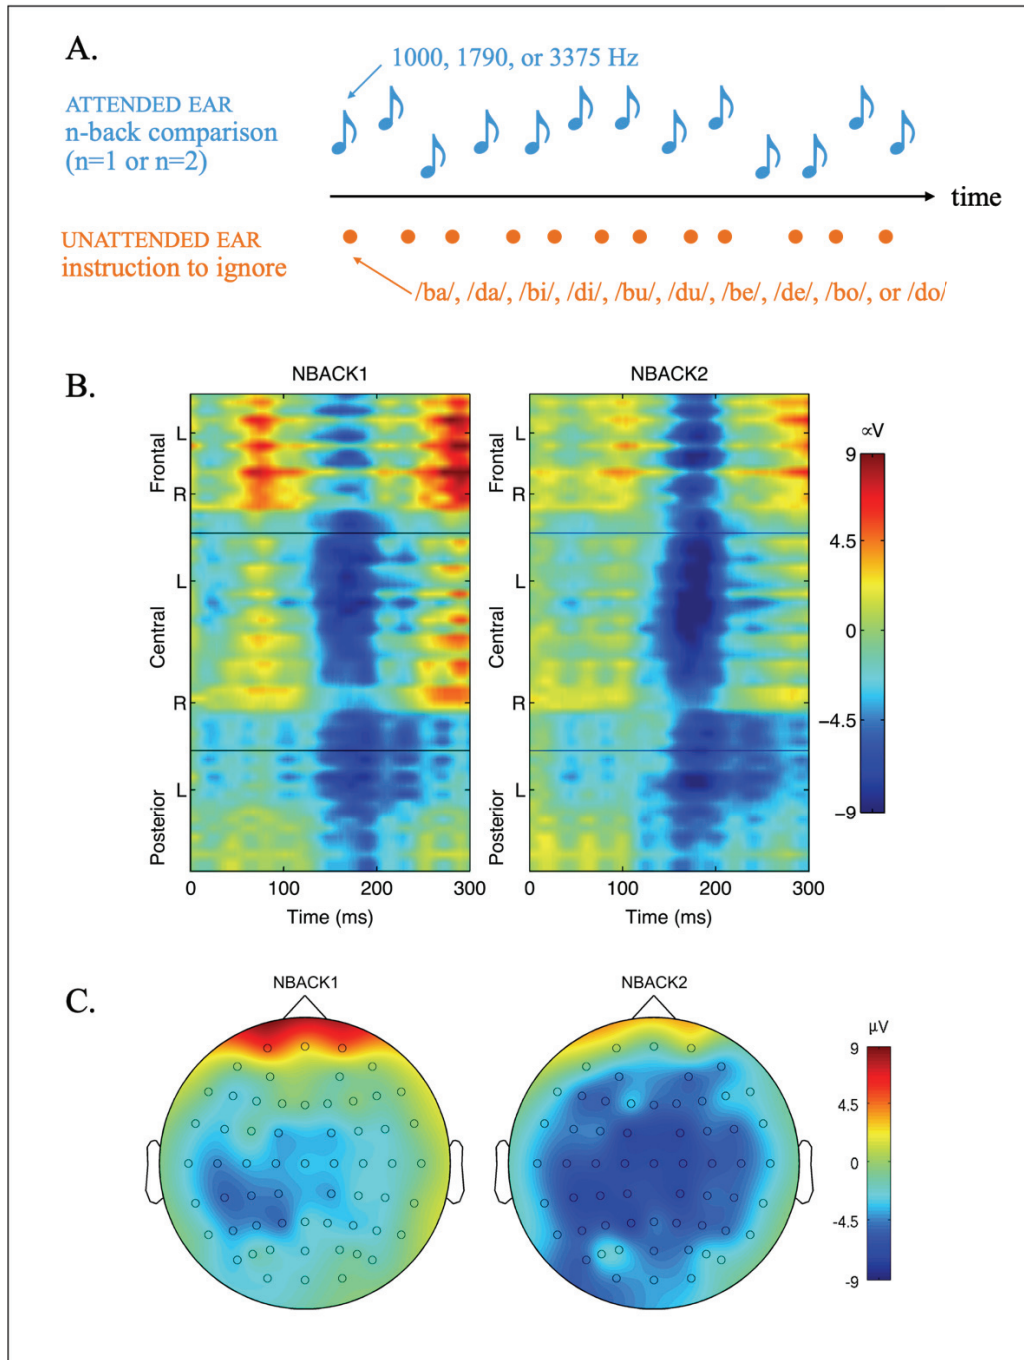 A.
1000, 1790, or 3375 Hz
ATTENDED EAR
n-back comparison
(n=1 or n=2)
time
UNATTENDED EAR
instruction to ignore
/ba/, /da/, /bi/, /di/, /bu/, /du/, /be/, /de/, /bo/, or /do/
B.
NBACK1
NBACK2
Frontal
L
R
Central
L
R
Posterior
L
Frontal
L
R
Central
L
R
Posterior
L
∝V
9
4.5
0
−4.5
−9
0 100 200 300
0 100 200 300
Time (ms)
Time (ms)
C.
NBACK1
NBACK2
μV
9
4.5
0
-4.5
-9